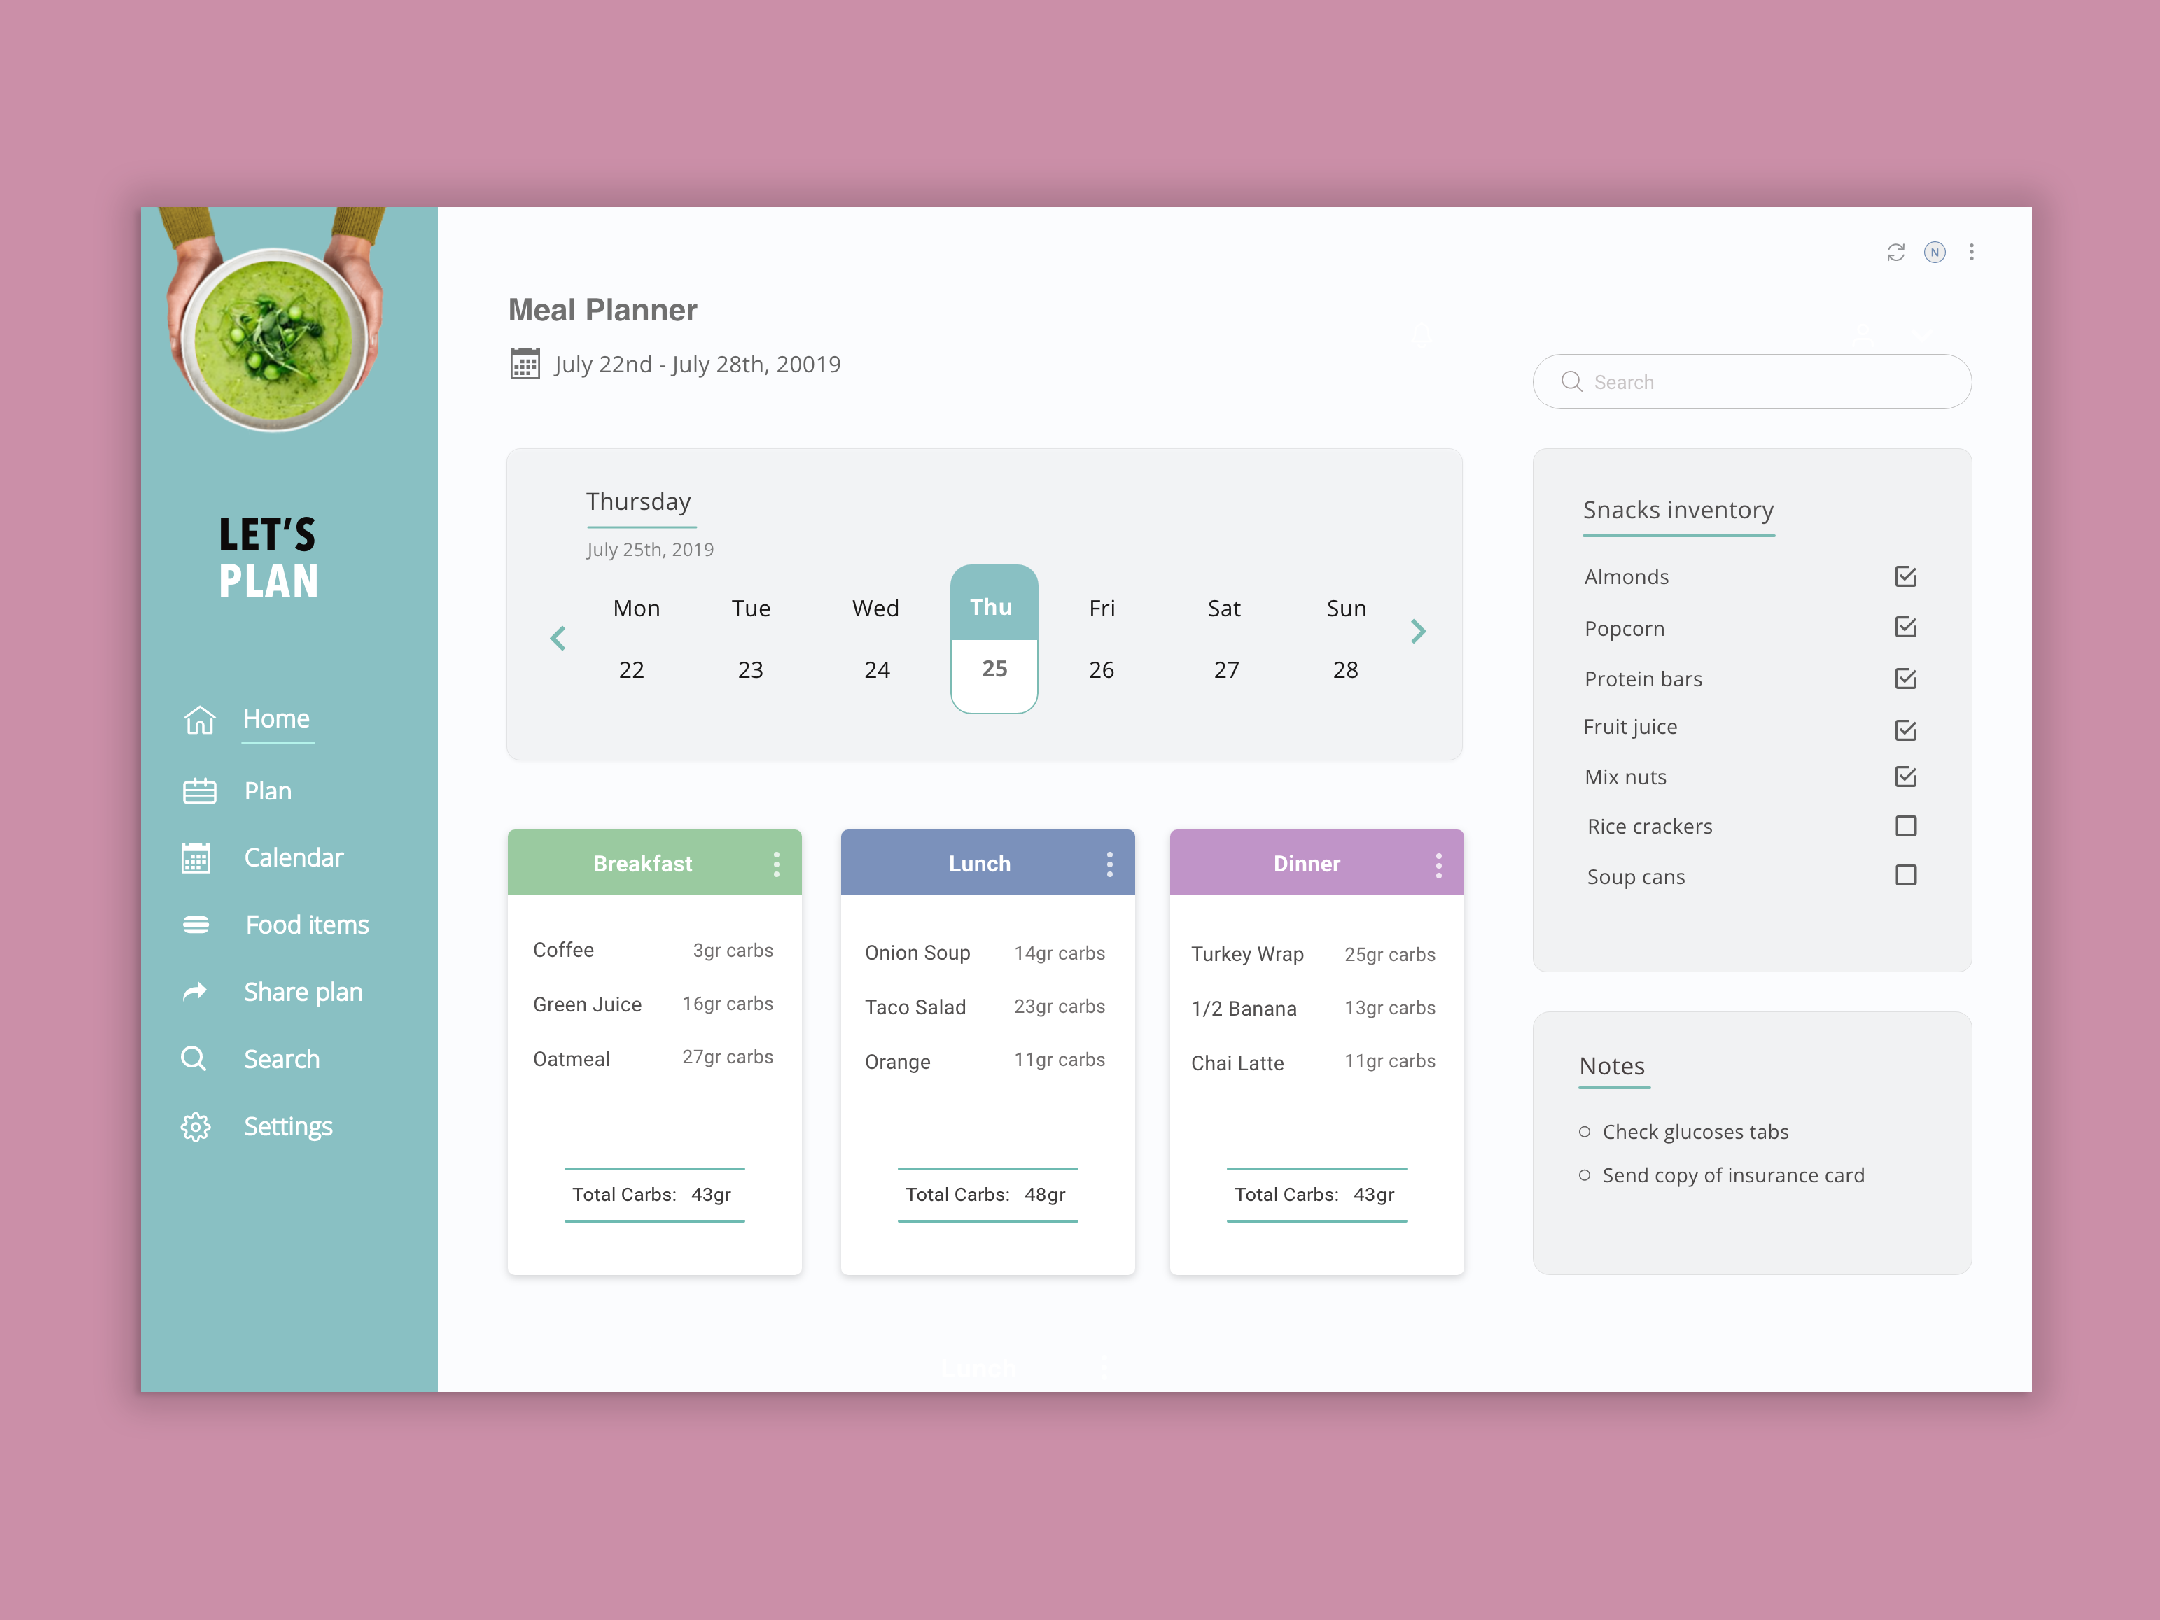 LET'S
PLAN
Home
Plan
Calendar
Food items
Share plan
Search
Settings
N
Meal Planner
July 22nd - July 28th, 20019
Search
Thursday
July 25th, 2019
Mon Tue Wed Thu Fri Sat Sun
22 23 24 25 26 27 28
Breakfast
Coffee 3gr carbs
Green Juice 16gr carbs
Oatmeal 27gr carbs
Total Carbs: 43gr
Lunch
Onion Soup 14gr carbs
Taco Salad 23gr carbs
Orange 11gr carbs
Total Carbs: 48gr
Dinner
Turkey Wrap 25gr carbs
1/2 Banana 13gr carbs
Chai Latte 11gr carbs
Total Carbs: 43gr
Snacks inventory
Almonds
Popcorn
Protein bars
Fruit juice
Mix nuts
Rice crackers
Soup cans
Notes
Check glucoses tabs
Send copy of insurance card
Lunch